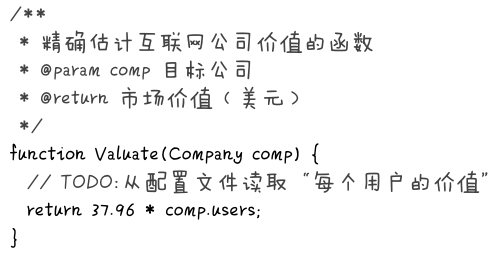 /**
 * 精确估计互联网公司价值的函数
 * @param comp 目标公司
 * @return 市场价值（美元）
 */
function Valuate(Company comp) {
  // TODO:从配置文件读取 “每个用户的价值”
  return 37.96 * comp.users;
}